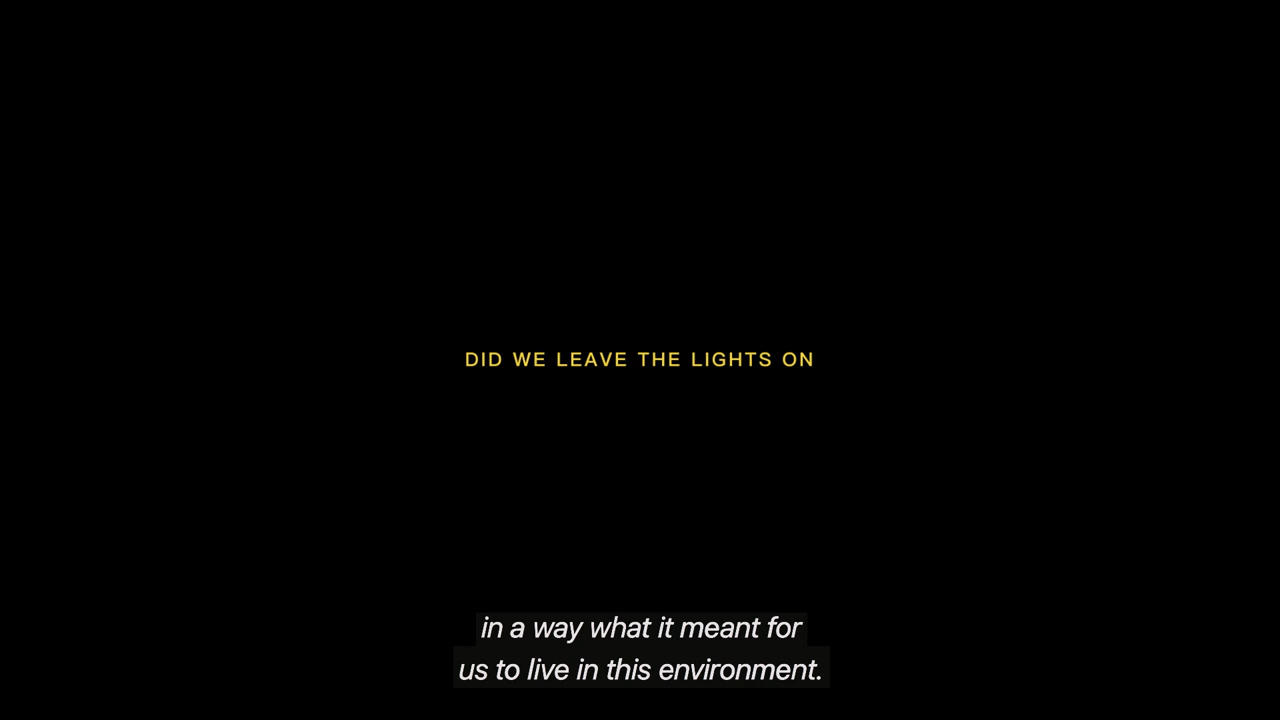 DID WE LEAVE THE LIGHTS ON
in a way what it meant for
us to live in this environment.